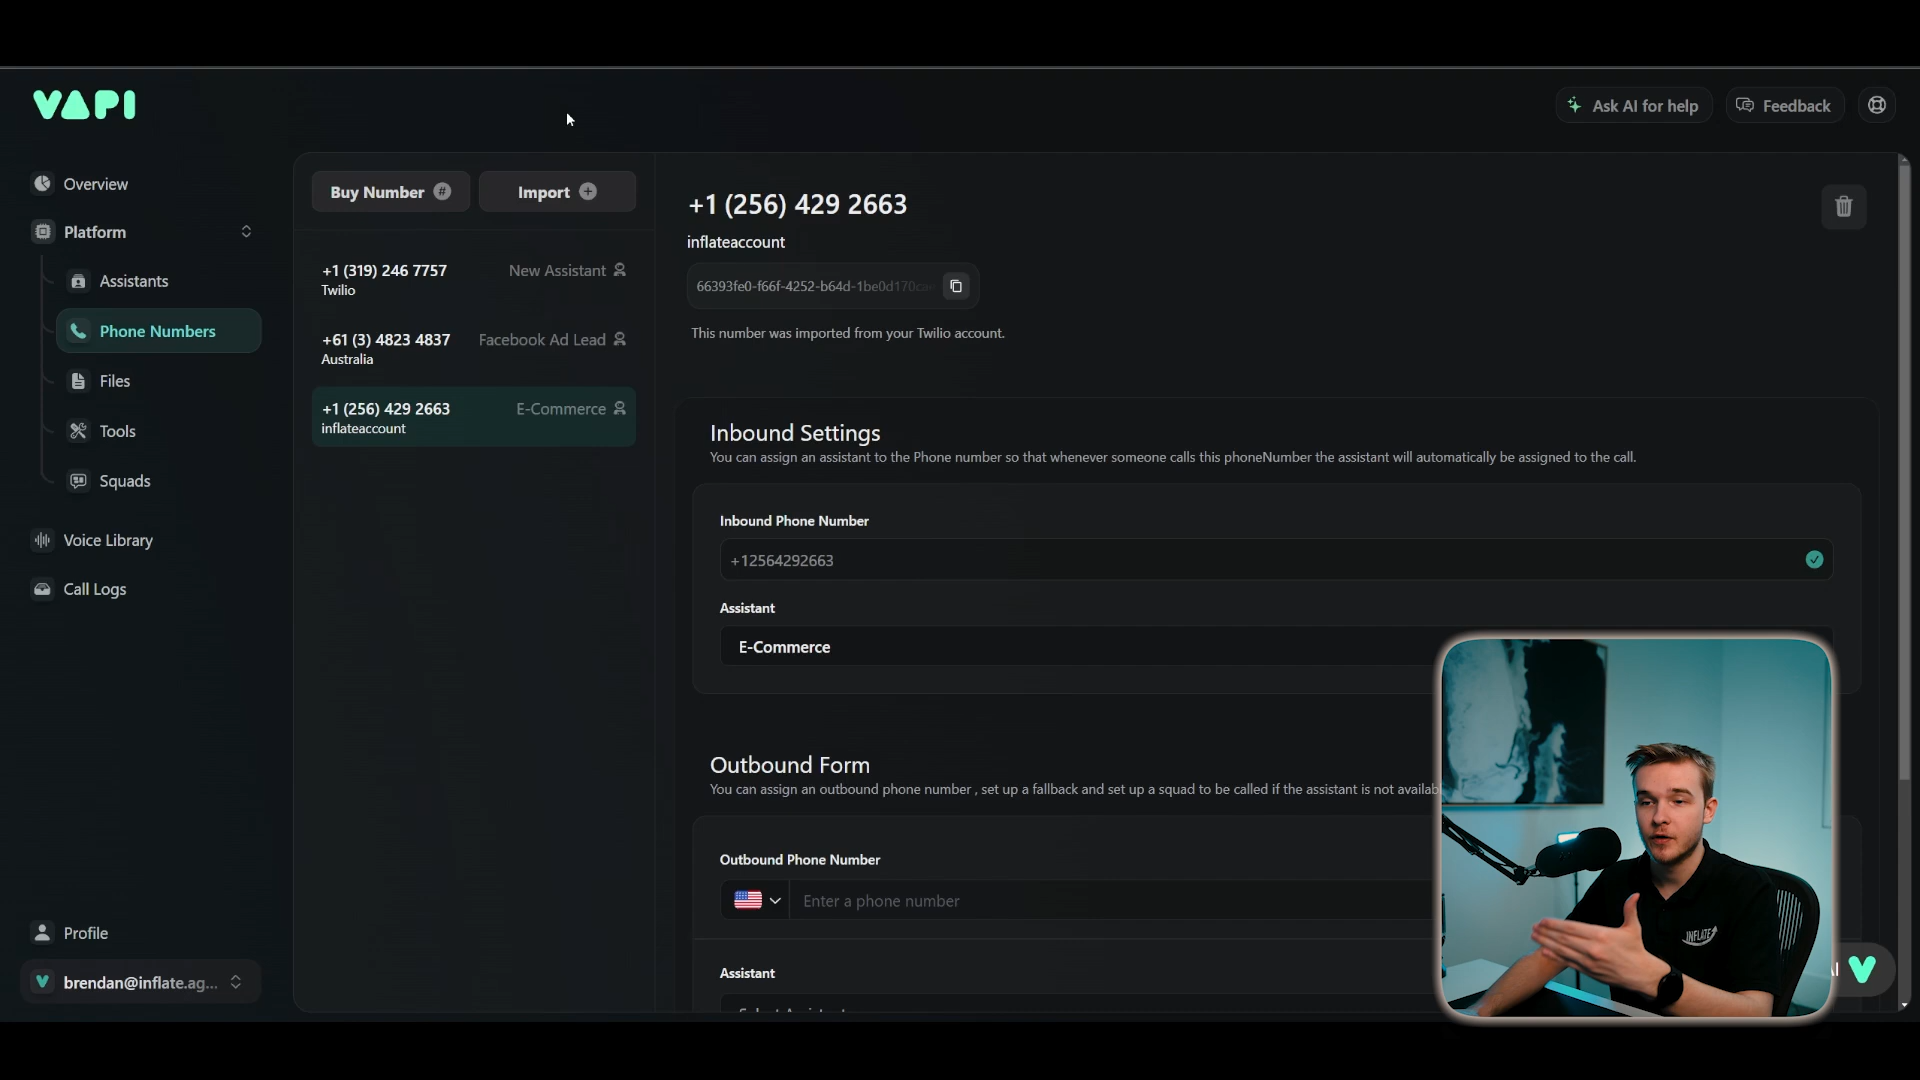 VAPI
Ask AI for help
Feedback
Overview
Platform
Assistants
Phone Numbers
Files
Tools
Squads
Voice Library
Call Logs
Profile
brendan@inflate.ag...
Buy Number #
Import +
+1 (319) 246 7757 New Assistant
Twilio
+61 (3) 4823 4837 Facebook Ad Lead
Australia
+1 (256) 429 2663 E-Commerce
inflateaccount
+1 (256) 429 2663
inflateaccount
66393fe0-f66f-4252-b64d-1be0d170ca
This number was imported from your Twilio account.
Inbound Settings
You can assign an assistant to the Phone number so that whenever someone calls this phoneNumber the assistant will automatically be assigned to the call.
Inbound Phone Number
+12564292663
Assistant
E-Commerce
Outbound Form
You can assign an outbound phone number , set up a fallback and set up a squad to be called if the assistant is not availab
Outbound Phone Number
Enter a phone number
Assistant
INFLATE